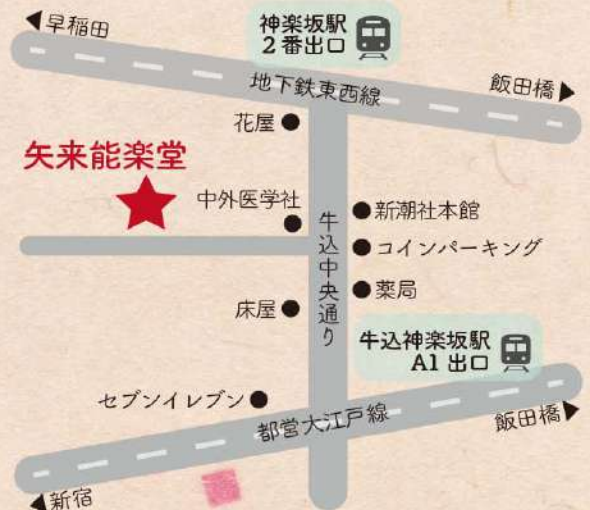 ◀早稲田
神楽坂駅
2番出口
地下鉄東西線
飯田橋▶
花屋
矢来能楽堂
中外医学社
新潮社本館
牛込中央通り
コインパーキング
薬局
床屋
牛込神楽坂駅
A1 出口
セブンイレブン
都営大江戸線
飯田橋▶
◀新宿